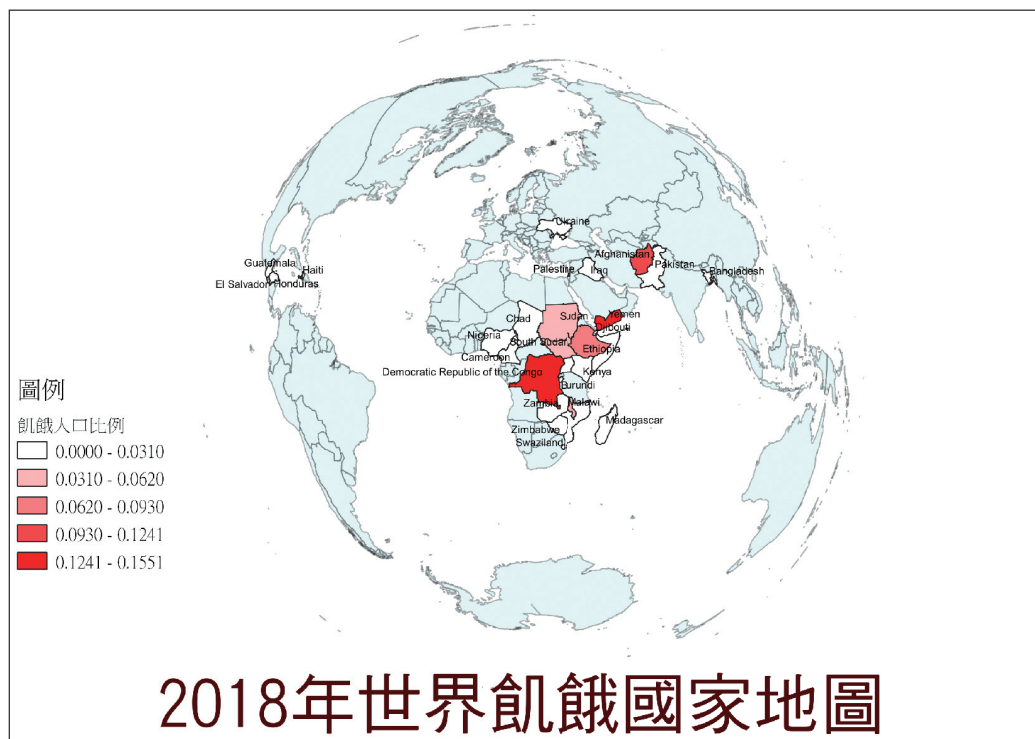 Ukraine
Afghanistan
Guatemala
Haiti
Palestine
Iraq
Pakistan
Bangladesh
El Salvador
Honduras
Chad
Sudan
Yemen
Djibouti
Nigeria
South Sudan
Ethiopia
Cameroon
Democratic Republic of the Congo
Kenya
Burundi
Zambia
Malawi
Madagascar
Zimbabwe
Swaziland
圖例
飢餓人口比例
0.0000 - 0.0310
0.0310 - 0.0620
0.0620 - 0.0930
0.0930 - 0.1241
0.1241 - 0.1551
2018年世界飢餓國家地圖